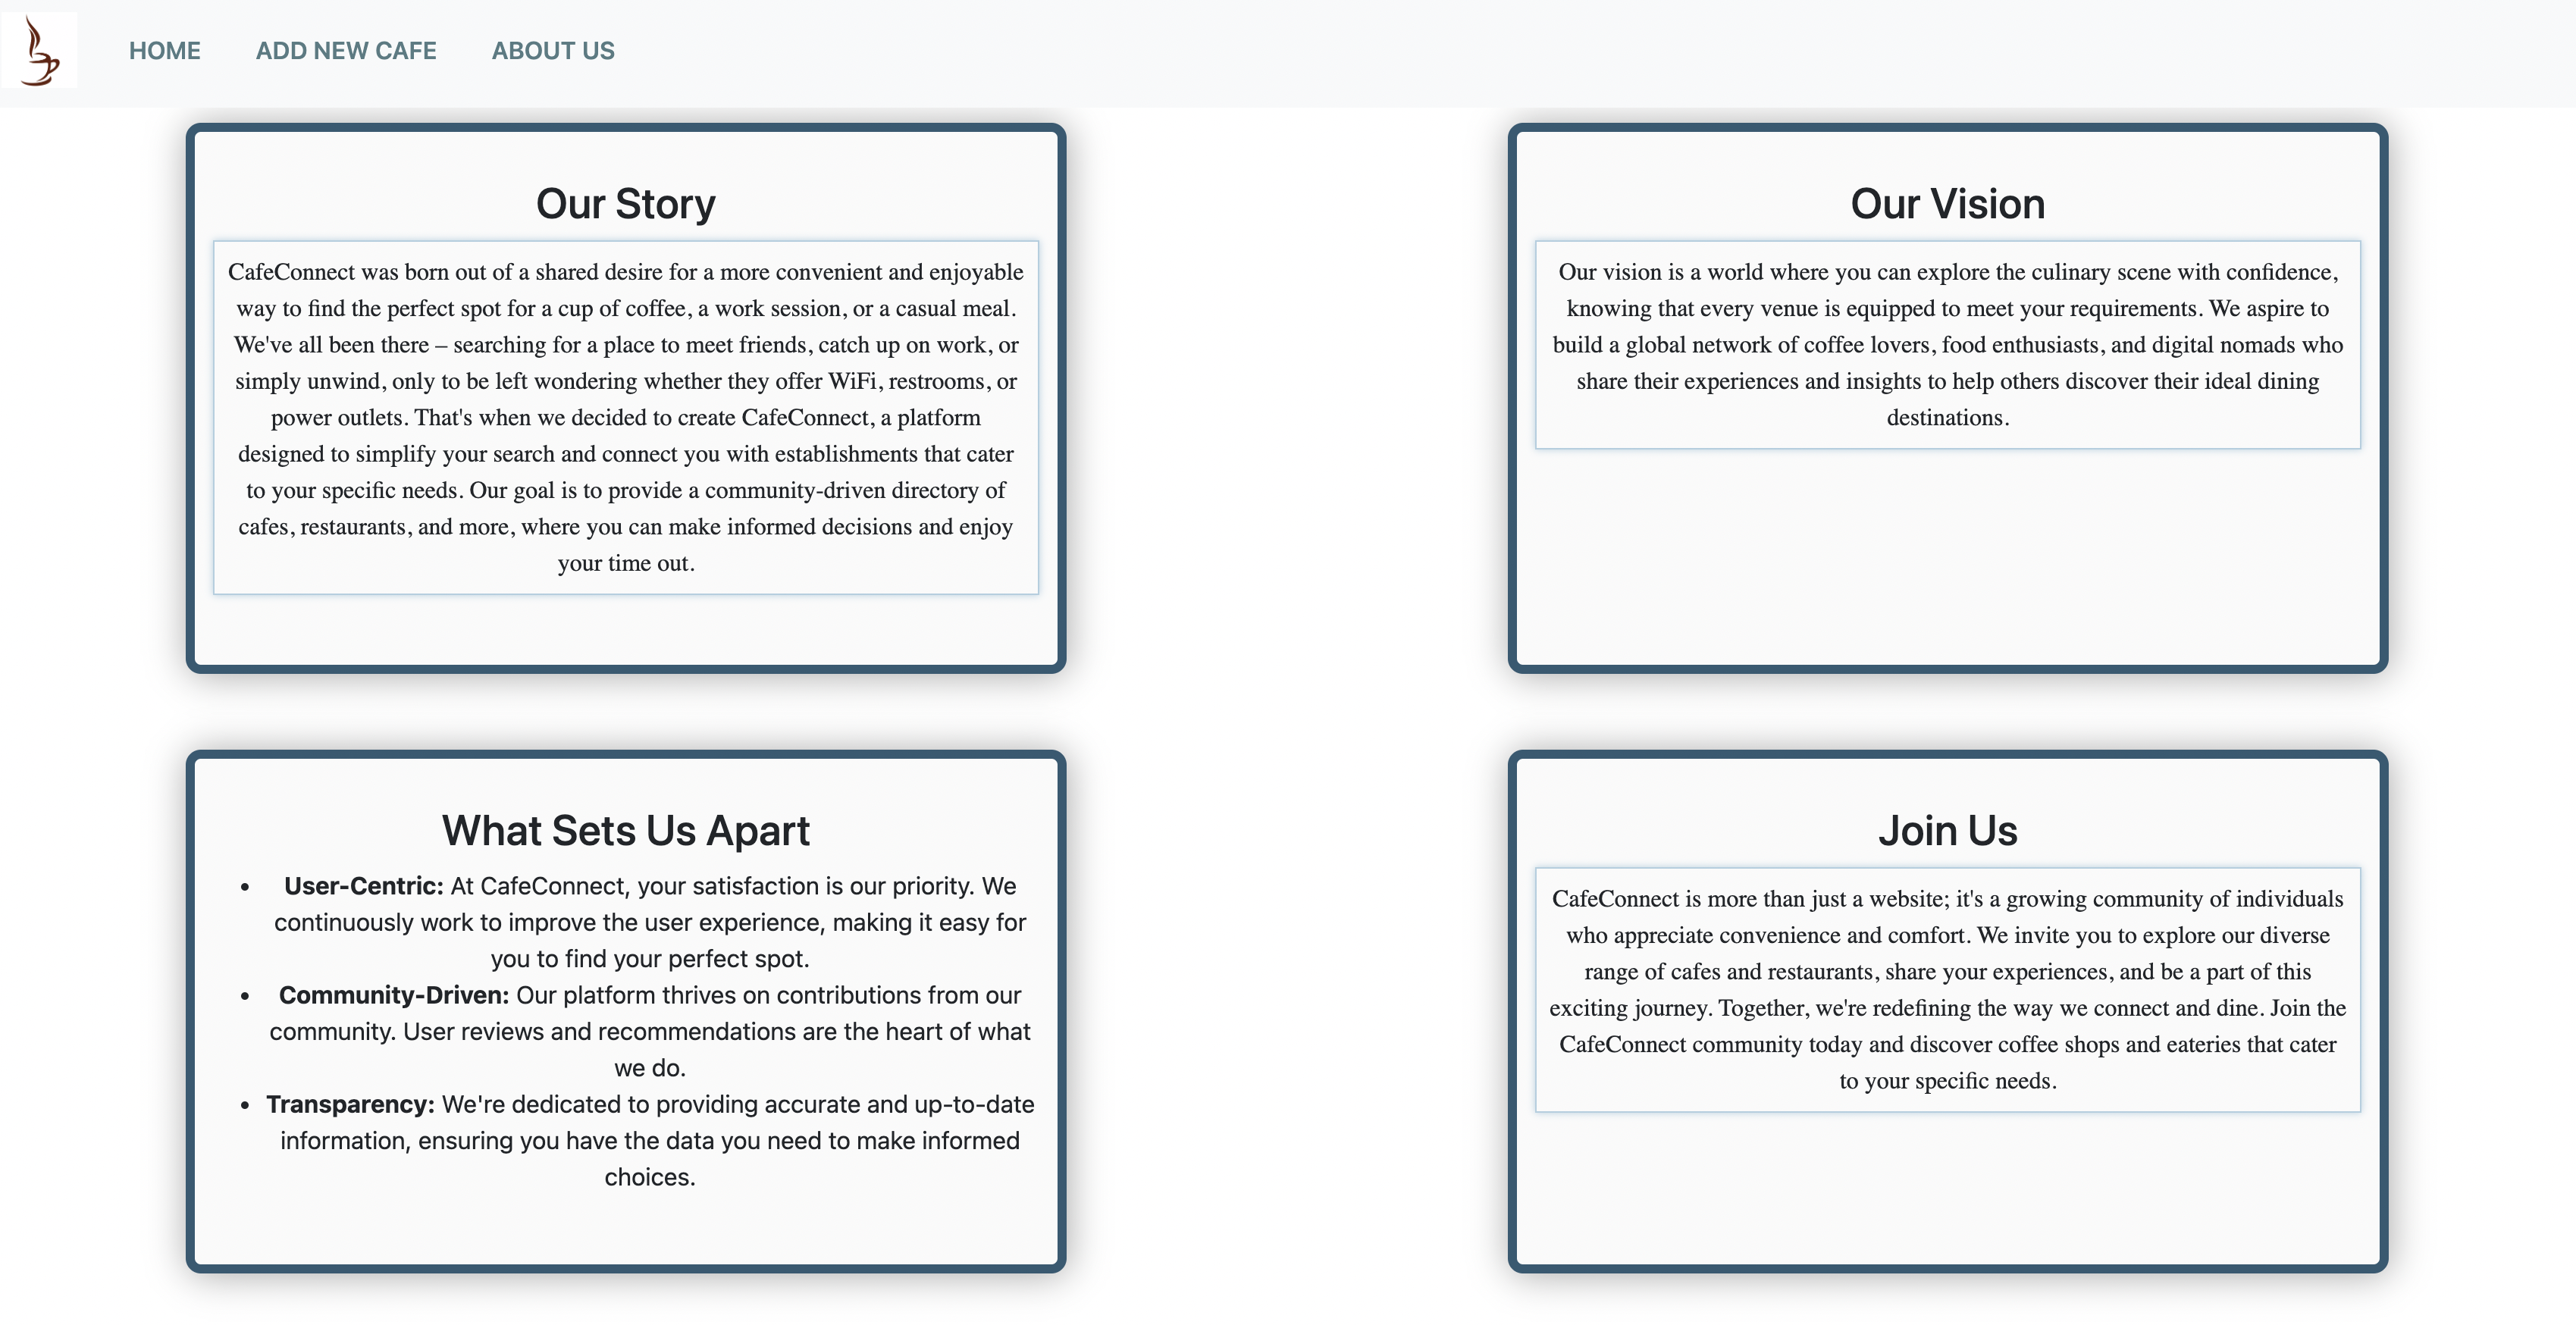 HOME ADD NEW CAFE ABOUT US
Our Story
CafeConnect was born out of a shared desire for a more convenient and enjoyable
way to find the perfect spot for a cup of coffee, a work session, or a casual meal.
We've all been there – searching for a place to meet friends, catch up on work, or
simply unwind, only to be left wondering whether they offer WiFi, restrooms, or
power outlets. That's when we decided to create CafeConnect, a platform
designed to simplify your search and connect you with establishments that cater
to your specific needs. Our goal is to provide a community-driven directory of
cafes, restaurants, and more, where you can make informed decisions and enjoy
your time out.
Our Vision
Our vision is a world where you can explore the culinary scene with confidence,
knowing that every venue is equipped to meet your requirements. We aspire to
build a global network of coffee lovers, food enthusiasts, and digital nomads who
share their experiences and insights to help others discover their ideal dining
destinations.
What Sets Us Apart
• User-Centric: At CafeConnect, your satisfaction is our priority. We
continuously work to improve the user experience, making it easy for
you to find your perfect spot.
• Community-Driven: Our platform thrives on contributions from our
community. User reviews and recommendations are the heart of what
we do.
• Transparency: We're dedicated to providing accurate and up-to-date
information, ensuring you have the data you need to make informed
choices.
Join Us
CafeConnect is more than just a website; it's a growing community of individuals
who appreciate convenience and comfort. We invite you to explore our diverse
range of cafes and restaurants, share your experiences, and be a part of this
exciting journey. Together, we're redefining the way we connect and dine. Join the
CafeConnect community today and discover coffee shops and eateries that cater
to your specific needs.